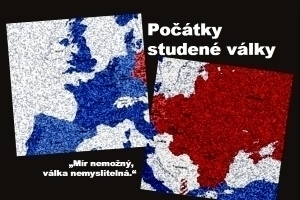 Počátky
studené války
„Mír nemožný,
válka nemyslitelná.“